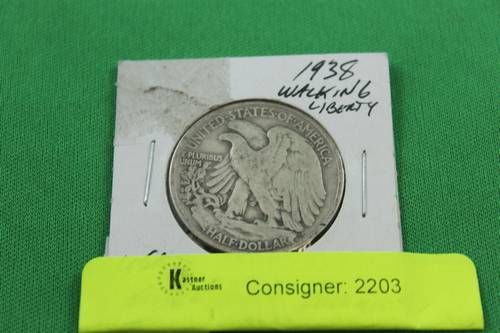 1938
WALKING
LIBERTY
UNITED STATES OF AMERICA
E PLURIBUS
UNUM
HALF DOLLAR
Kastner
Auctions
Consigner: 2203